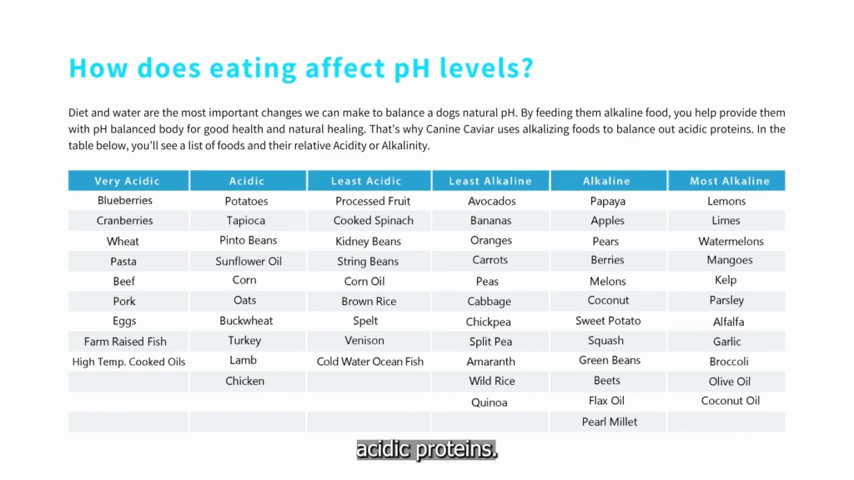 How does eating affect pH levels?
Diet and water are the most important changes we can make to balance a dogs natural pH. By feeding them alkaline food, you help provide them
with pH balanced body for good health and natural healing. That's why Canine Caviar uses alkalizing foods to balance out acidic proteins. In the
table below, you'll see a list of foods and their relative Acidity or Alkalinity.
Very Acidic Acidic Least Acidic Least Alkaline Alkaline Most Alkaline
Blueberries Potatoes Processed Fruit Avocados Papaya Lemons
Cranberries Tapioca Cooked Spinach Bananas Apples Limes
Wheat Pinto Beans Kidney Beans Oranges Pears Watermelons
Pasta Sunflower Oil String Beans Carrots Berries Mangoes
Beef Corn Corn Oil Peas Melons Kelp
Pork Oats Brown Rice Cabbage Coconut Parsley
Eggs Buckwheat Spelt Chickpea Sweet Potato Alfalfa
Farm Raised Fish Turkey Venison Split Pea Squash Garlic
High Temp. Cooked Oils Lamb Cold Water Ocean Fish Amaranth Green Beans Broccoli
Chicken Wild Rice Beets Olive Oil
Quinoa Flax Oil Coconut Oil
Pearl Millet
acidic proteins.